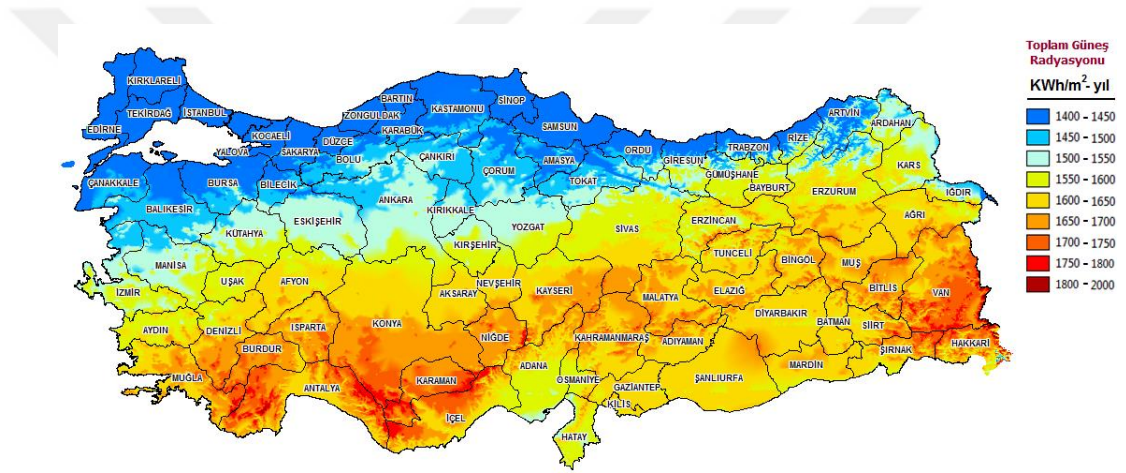 Toplam Güneş
Radyasyonu
KWh/m²- yıl
1400 - 1450
1450 - 1500
1500 - 1550
1550 - 1600
1600 - 1650
1650 - 1700
1700 - 1750
1750 - 1800
1800 - 2000
KIRKLARELİ
TEKİRDAĞ
İSTANBUL
EDİRNE
KOCAELİ
YALOVA
SAKARYA
DÜZCE
BOLU
ZONGULDAK
BARTIN
KARABÜK
KASTAMONU
SİNOP
SAMSUN
ÇANKIRI
ÇORUM
AMASYA
TOKAT
ORDU
GİRESUN
TRABZON
RİZE
ARTVİN
ARDAHAN
KARS
GÜMÜŞHANE
BAYBURT
ERZURUM
IĞDIR
AĞRI
ÇANAKKALE
BURSA
BİLECİK
BALIKESİR
KÜTAHYA
ESKİŞEHİR
ANKARA
KIRIKKALE
YOZGAT
SİVAS
ERZİNCAN
KIRŞEHİR
MANİSA
UŞAK
AFYON
İZMİR
AKSARAY
NEVŞEHİR
KAYSERİ
MALATYA
TUNCELİ
ELAZIĞ
BİNGÖL
MUŞ
BİTLİS
VAN
AYDIN
DENİZLİ
ISPARTA
BURDUR
KONYA
NİĞDE
KAHRAMANMARAŞ
ADIYAMAN
DİYARBAKIR
BATMAN
SİİRT
ŞIRNAK
HAKKARİ
MUĞLA
ANTALYA
KARAMAN
İÇEL
ADANA
OSMANİYE
GAZİANTEP
KİLİS
ŞANLIURFA
MARDİN
HATAY